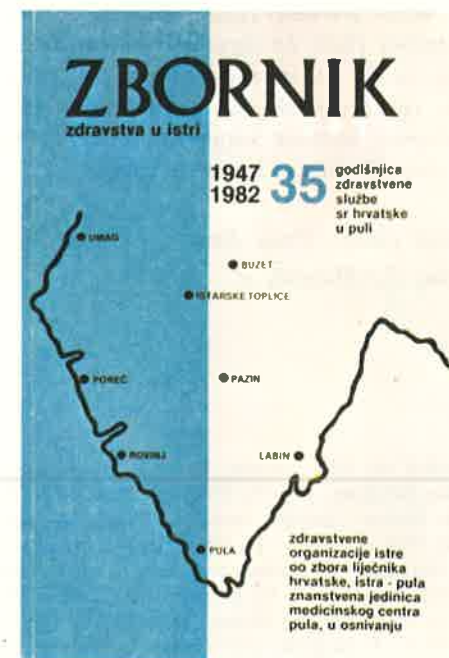 ZBORNIK
zdravstva u istri
1947
1982
35
godišnjica
zdravstvene
službe
sr hrvatske
u puli
UMAG
BUZET
ISTARSKE TOPLICE
POREČ
PAZIN
ROVINJ
LABIN
PULA
zdravstvene
organizacije istre
oo zbora liječnika
hrvatske, istra - pula
znanstvena jedinica
medicinskog centra
pula, u osnivanju